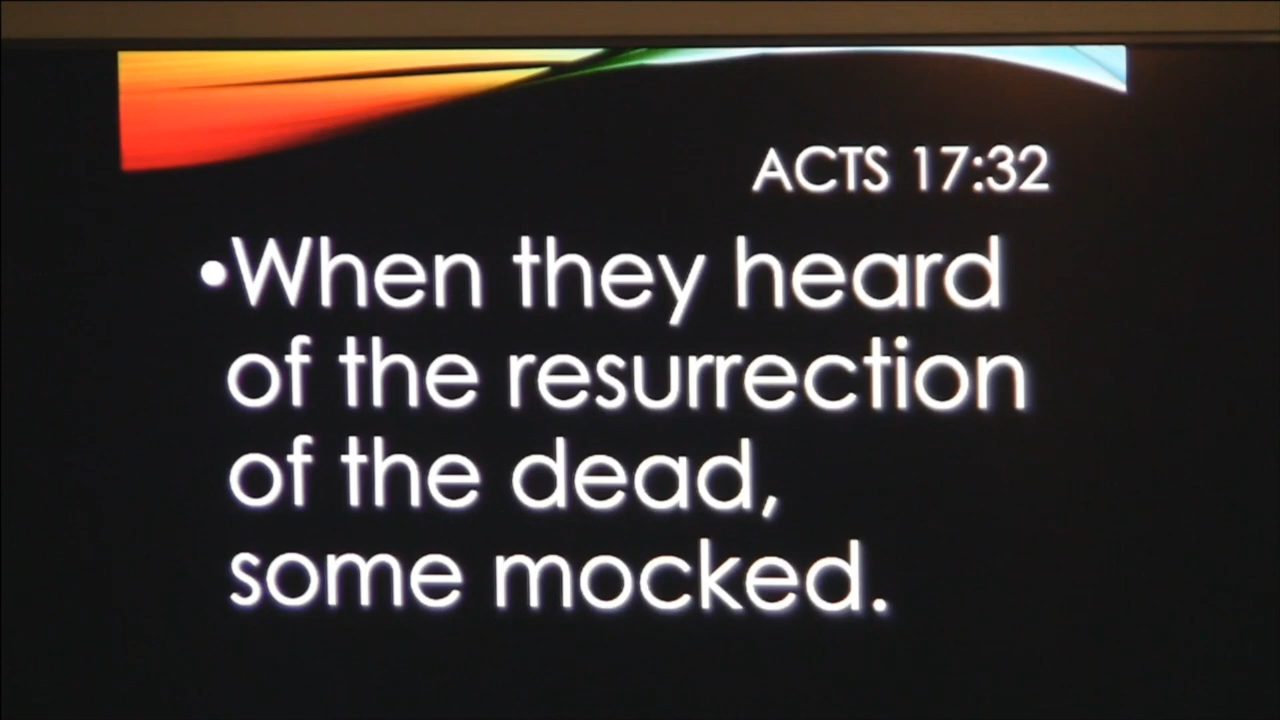 ACTS 17:32
•When they heard
of the resurrection
of the dead,
some mocked.